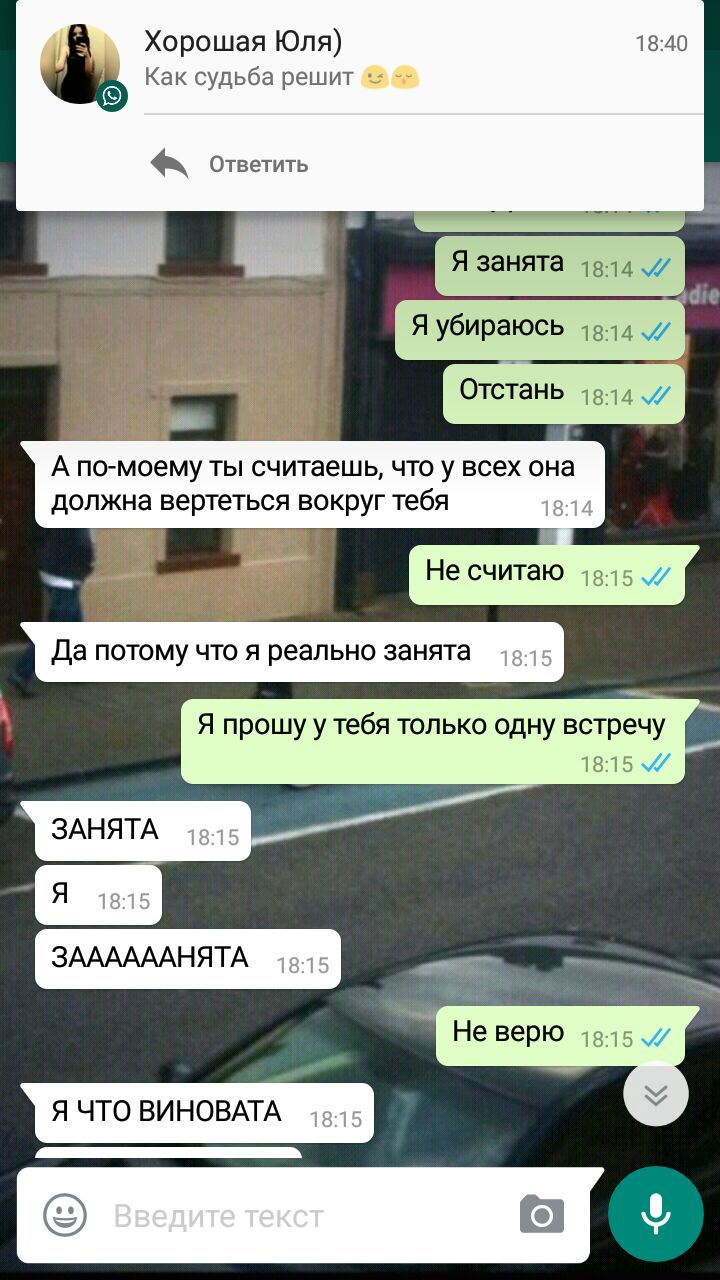 Хорошая Юля)
18:40
Как судьба решит 😉😌
Ответить
Я занята 18:14
Я убираюсь 18:14
Отстань 18:14
А по-моему ты считаешь, что у всех она
должна вертеться вокруг тебя 18:14
Не считаю 18:15
Да потому что я реально занята 18:15
Я прошу у тебя только одну встречу
18:15
ЗАНЯТА 18:15
Я 18:15
ЗААААААНЯТА 18:15
Не верю 18:15
Я ЧТО ВИНОВАТА 18:15
Введите текст